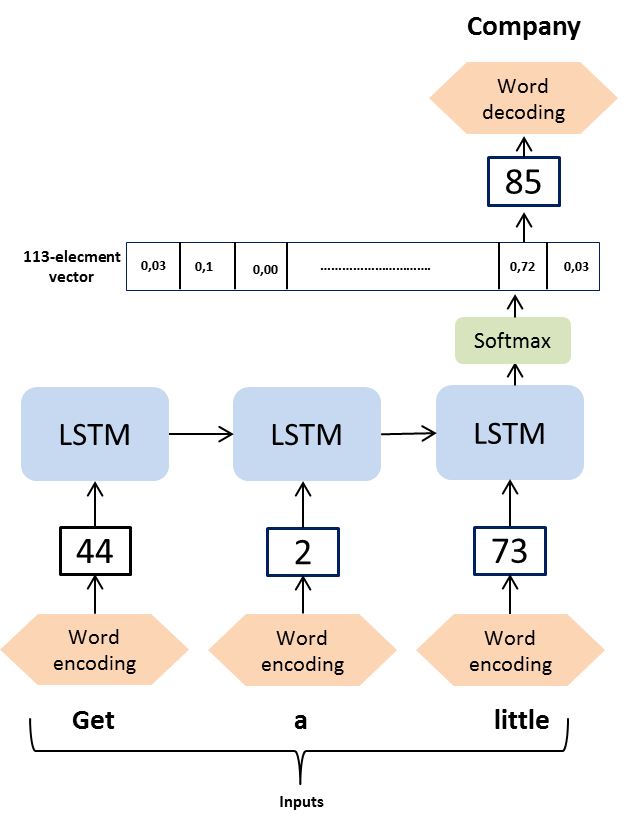 Company
Word
decoding
85
113-elecment
vector
0,03 0,1 0,00 ................................ 0,72 0,03
Softmax
LSTM LSTM LSTM
44 2 73
Word
encoding
Word
encoding
Word
encoding
Get a little
Inputs